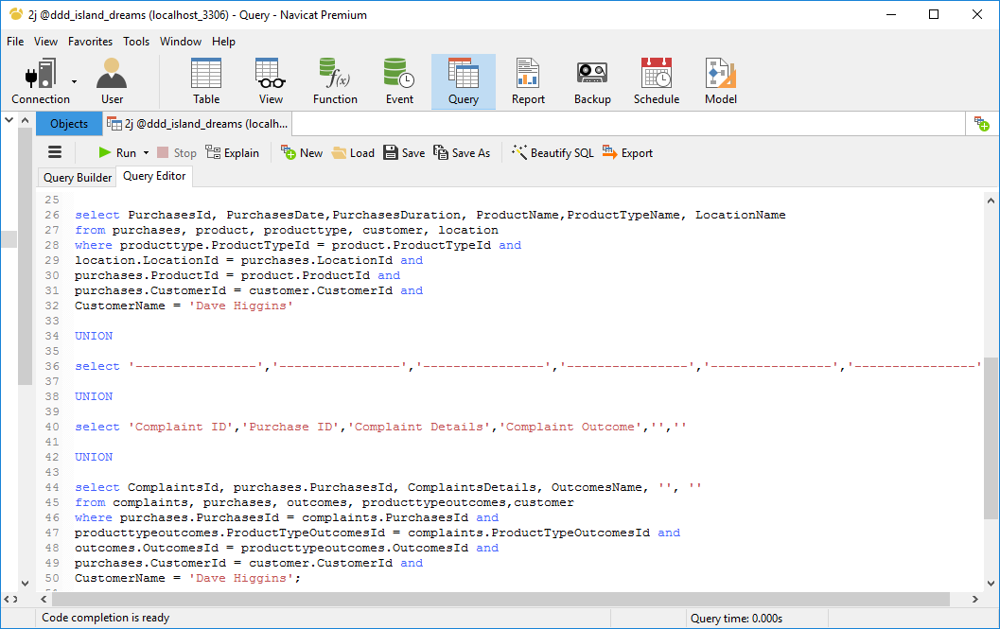 2j @ddd_island_dreams (localhost_3306) - Query - Navicat Premium
File View Favorites Tools Window Help
f(x)
Connection User Table View Function Event Query Report Backup Schedule Model
Objects 2j @ddd_island_dreams (localh...
Run Stop Explain New Load Save Save As Beautify SQL Export
Query Builder Query Editor
25
26 select PurchasesId, PurchasesDate,PurchasesDuration, ProductName,ProductTypeName, LocationName
27 from purchases, product, producttype, customer, location
28 where producttype.ProductTypeId = product.ProductTypeId and
29 location.LocationId = purchases.LocationId and
30 purchases.ProductId = product.ProductId and
31 purchases.CustomerId = customer.CustomerId and
32 CustomerName = 'Dave Higgins'
33
34 UNION
35
36 select '----------------','----------------','----------------','----------------','----------------','----------------'
37
38 UNION
39
40 select 'Complaint ID','Purchase ID','Complaint Details','Complaint Outcome','',''
41
42 UNION
43
44 select ComplaintsId, purchases.PurchasesId, ComplaintsDetails, OutcomesName, '', ''
45 from complaints, purchases, outcomes, producttypeoutcomes,customer
46 where purchases.PurchasesId = complaints.PurchasesId and
47 producttypeoutcomes.ProductTypeOutcomesId = complaints.ProductTypeOutcomesId and
48 outcomes.OutcomesId = producttypeoutcomes.OutcomesId and
49 purchases.CustomerId = customer.CustomerId and
50 CustomerName = 'Dave Higgins';
Code completion is ready Query time: 0.000s